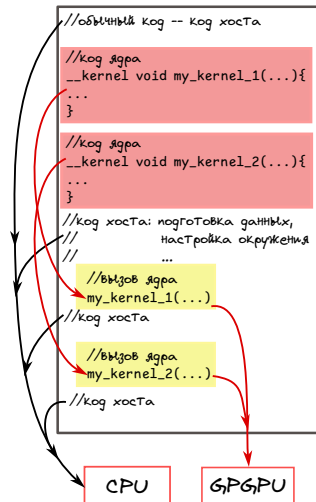 //обычный код -- код хоста
//код ядра
__kernel void my_kernel_1(...){
...
}
//код ядра
__kernel void my_kernel_2(...){
...
}
//код хоста: подготовка данных,
// настройка окружения
// ...
//вызов ядра
my_kernel_1(...)
//код хоста
//вызов ядра
my_kernel_2(...)
//код хоста
CPU GPGPU